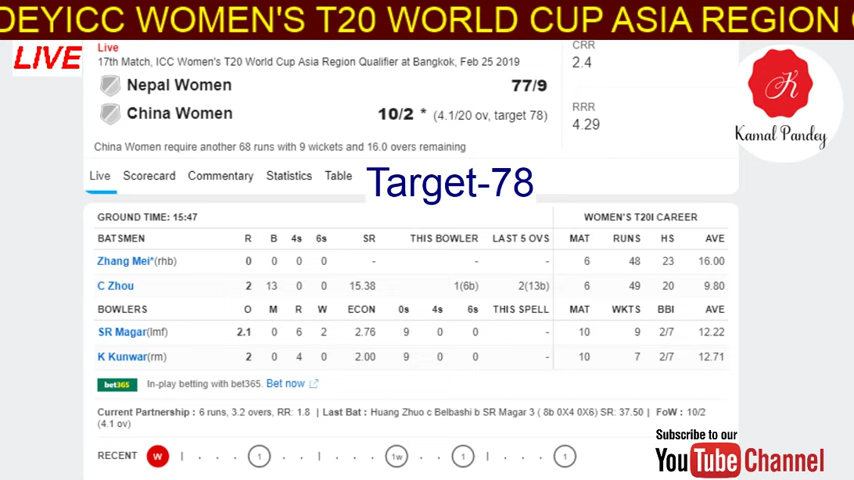 DEYICC WOMEN'S T20 WORLD CUP ASIA REGION
LIVE
Live
17th Match, ICC Women's T20 World Cup Asia Region Qualifier at Bangkok, Feb 25 2019
Nepal Women 77/9
China Women 10/2 * (4.1/20 ov, target 78)
China Women require another 68 runs with 9 wickets and 16.0 overs remaining
CRR
2.4
RRR
4.29
K
Kamal Pandey
Live Scorecard Commentary Statistics Table
Target-78
GROUND TIME: 15:47 WOMEN'S T20I CAREER
BATSMEN R B 4s 6s SR THIS BOWLER LAST 5 OVS MAT RUNS HS AVE
Zhang Mei*(rhb) 0 0 0 0 - - - 6 48 23 16.00
C Zhou 2 13 0 0 15.38 1(6b) 2(13b) 6 49 20 9.80
BOWLERS O M R W ECON 0s 4s 6s THIS SPELL MAT WKTS BBI AVE
SR Magar(lmf) 2.1 0 6 2 2.76 9 0 0 - 10 9 2/7 12.22
K Kunwar(rm) 2 0 4 0 2.00 9 0 0 - 10 7 2/7 12.71
bet365 In-play betting with bet365. Bet now
Current Partnership : 6 runs, 3.2 overs, RR: 1.8 | Last Bat : Huang Zhuo c Belbashi b SR Magar 3 ( 8b 0X4 0X6) SR: 37.50 | FoW : 10/2
(4.1 ov)
RECENT W | . . . 1 . . | . . . 1w . . 1 | . . . 1
Subscribe to our
YouTube Channel